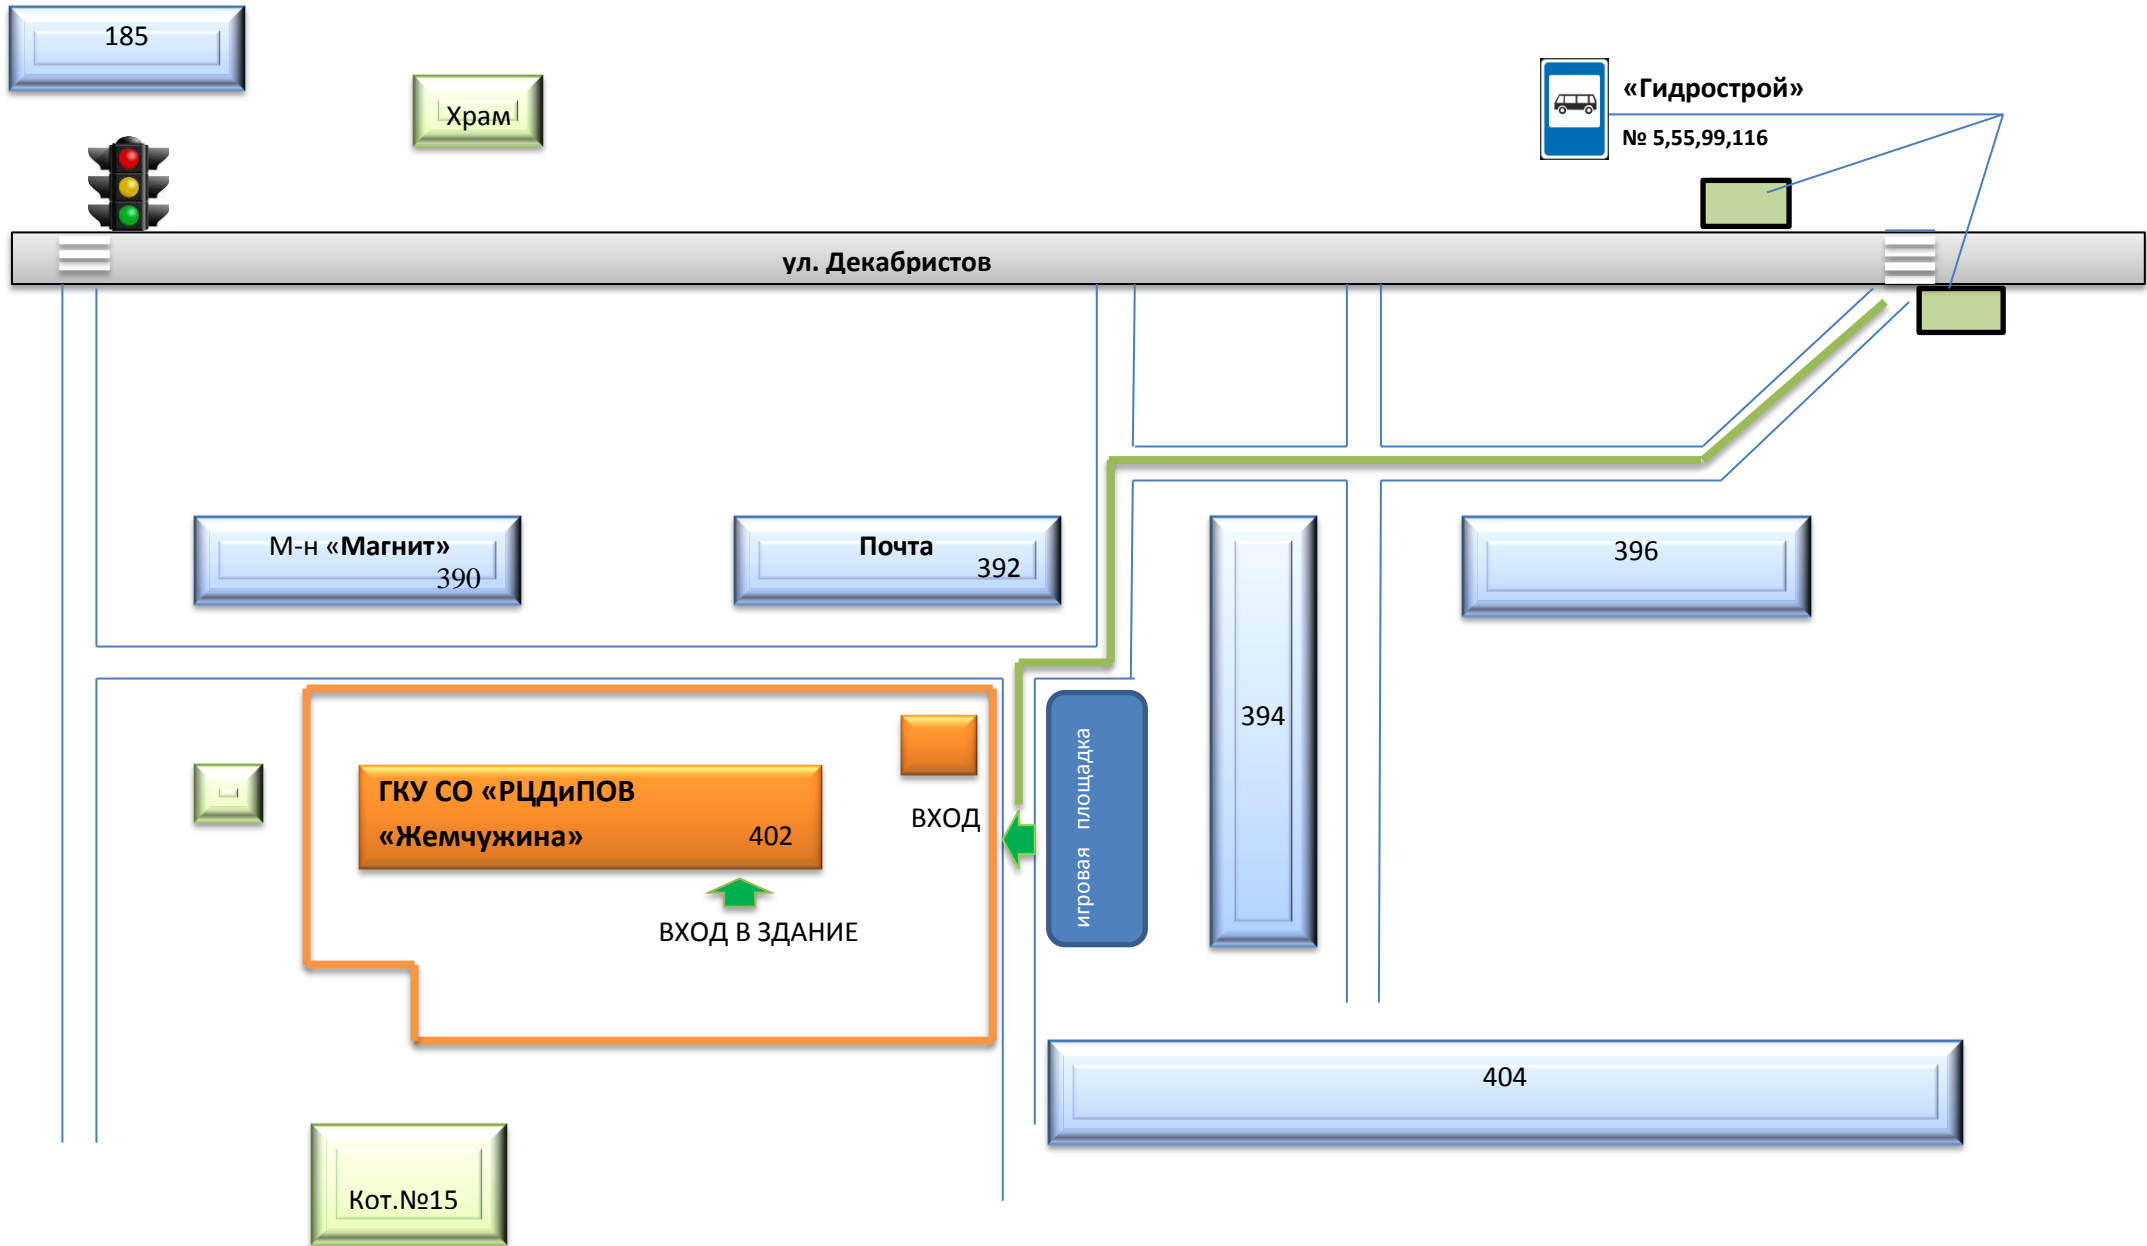 185
Храм
«Гидрострой»
№ 5,55,99,116
ул. Декабристов
М-н «Магнит»
390
Почта
392
396
394
игровая площадка
ГКУ СО «РЦДиПОВ
«Жемчужина» 402
ВХОД
ВХОД В ЗДАНИЕ
404
Кот.№15